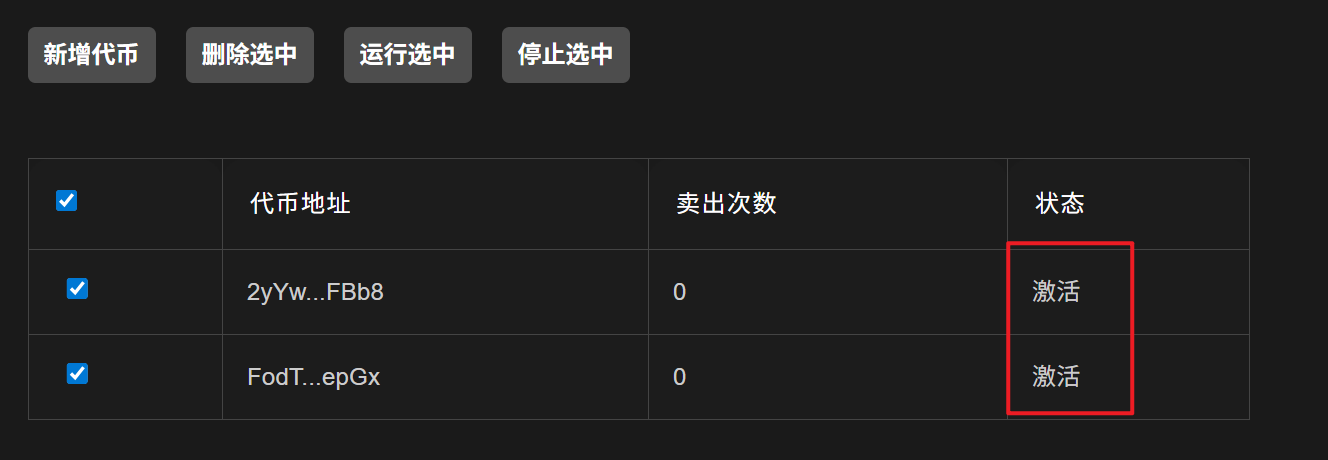 新增代币 删除选中 运行选中 停止选中
代币地址 卖出次数 状态
2yYw...FBb8 0 激活
FodT...epGx 0 激活